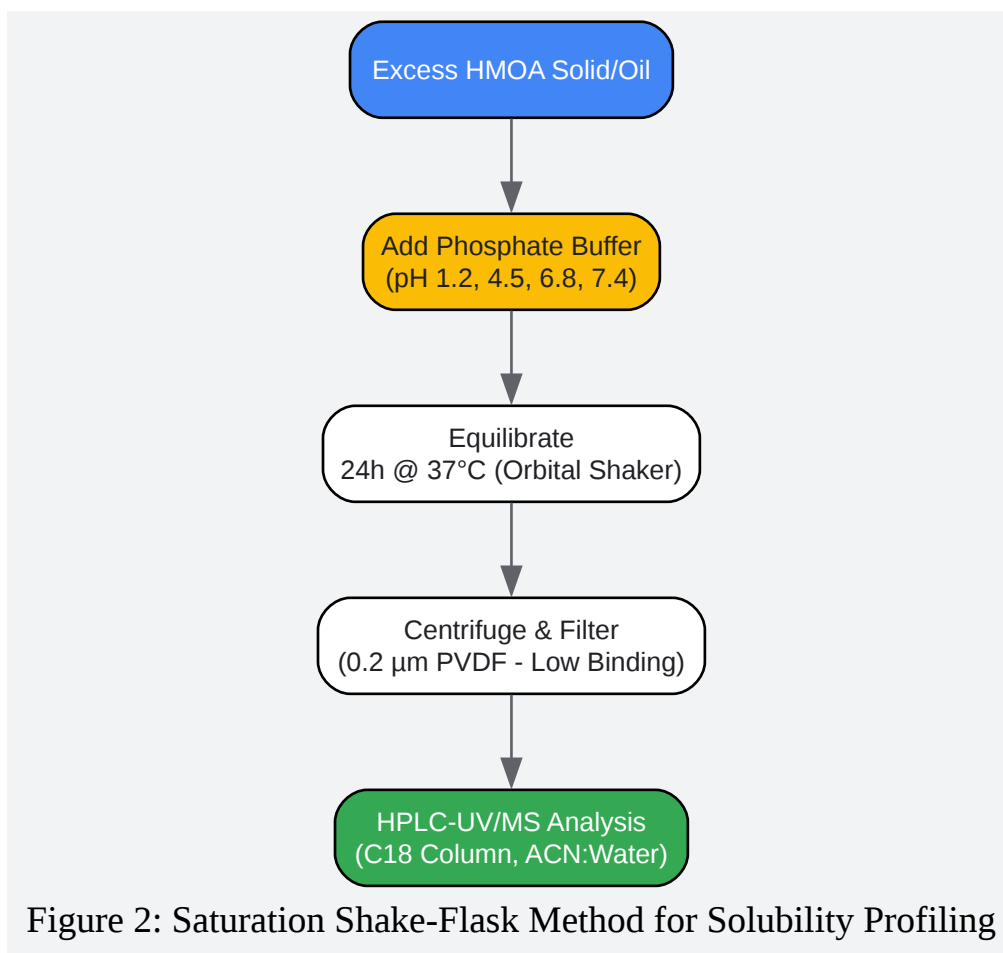 Excess HMOA Solid/Oil
Add Phosphate Buffer
(pH 1.2, 4.5, 6.8, 7.4)
Equilibrate
24h @ 37°C (Orbital Shaker)
Centrifuge & Filter
(0.2 µm PVDF - Low Binding)
HPLC-UV/MS Analysis
(C18 Column, ACN:Water)
Figure 2: Saturation Shake-Flask Method for Solubility Profiling